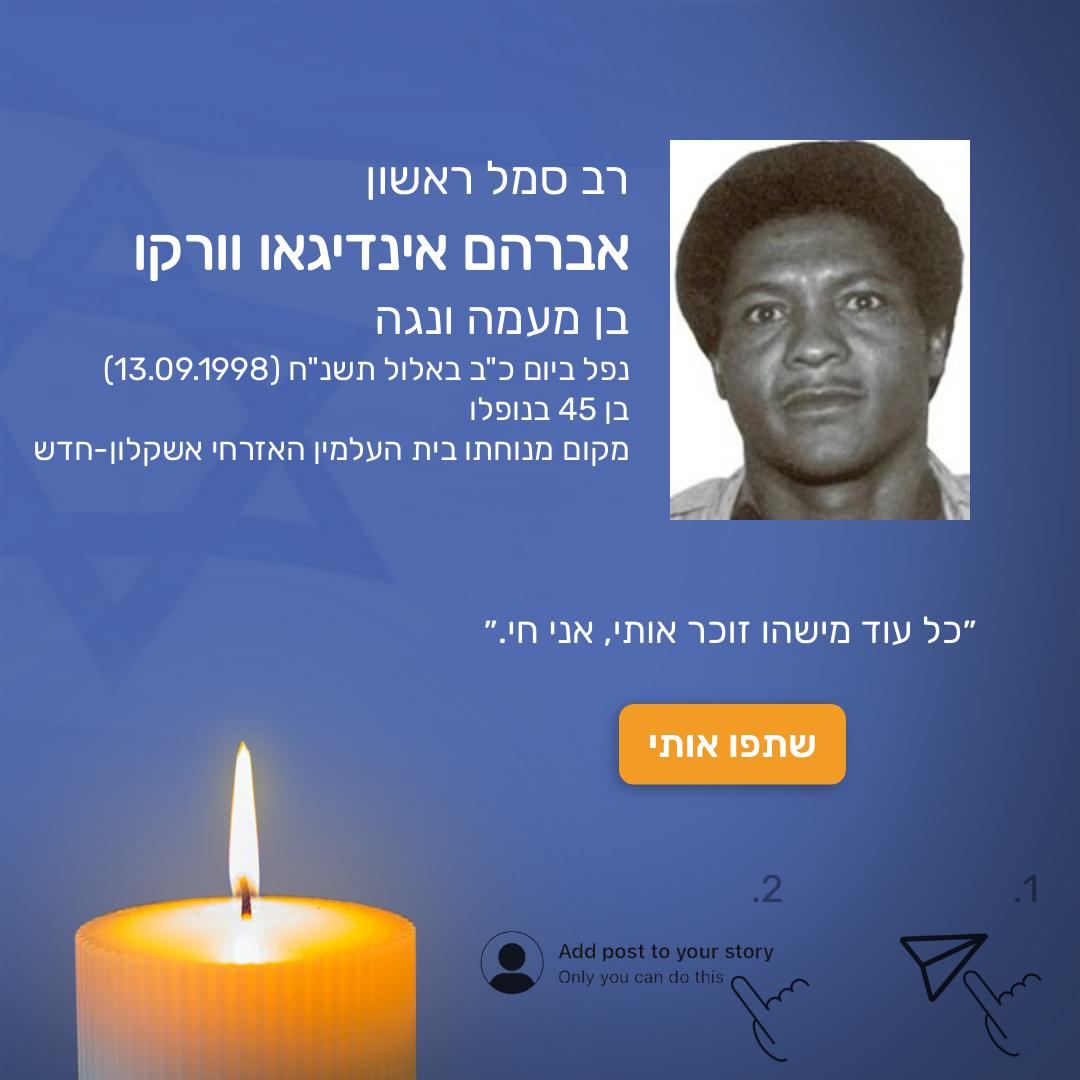 רב סמל ראשון
אברהם אינדיגאו וורקו
בן מעמה ונגה
נפל ביום כ"ב באלול תשנ"ח (13.09.1998)
בן 45 בנופלו
מקום מנוחתו בית העלמין האזרחי אשקלון-חדש
״כל עוד מישהו זוכר אותי, אני חי.״
שתפו אותי
.1
.2
Add post to your story
Only you can do this